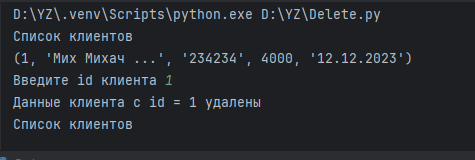 D:\YZ\.venv\Scripts\python.exe D:\YZ\Delete.py
Список клиентов
(1, 'Мих Михач ...', '234234', 4000, '12.12.2023')
Введите id клиента 1
Данные клиента с id = 1 удалены
Список клиентов